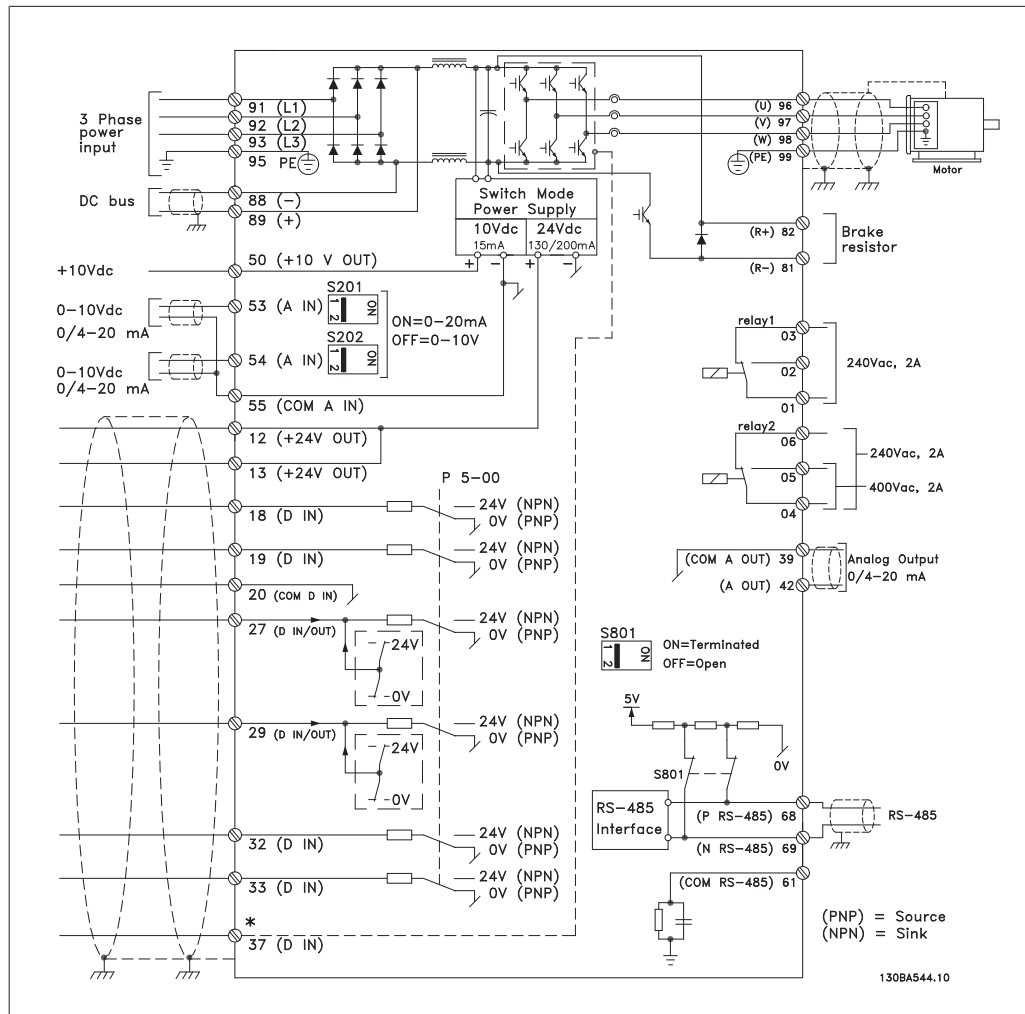 3 Phase
power
input
91 (L1)
92 (L2)
93 (L3)
95 PE
DC bus
88 (-)
89 (+)
+10Vdc
50 (+10 V OUT)
0-10Vdc
0/4-20 mA
53 (A IN)
S201
ON
1 2
ON=0-20mA
OFF=0-10V
S202
ON
1 2
0-10Vdc
0/4-20 mA
54 (A IN)
55 (COM A IN)
12 (+24V OUT)
13 (+24V OUT)
P 5-00
18 (D IN)
24V (NPN)
0V (PNP)
19 (D IN)
24V (NPN)
0V (PNP)
20 (COM D IN)
27 (D IN/OUT)
24V (NPN)
0V (PNP)
24V
0V
29 (D IN/OUT)
24V (NPN)
0V (PNP)
24V
0V
32 (D IN)
24V (NPN)
0V (PNP)
33 (D IN)
24V (NPN)
0V (PNP)
*
37 (D IN)
Switch Mode
Power Supply
10Vdc
15mA
24Vdc
130/200mA
+ - + -
(U) 96
(V) 97
(W) 98
(PE) 99
Motor
(R+) 82
Brake
resistor
(R-) 81
relay1
03
02
01
240Vac, 2A
relay2
06
05
04
240Vac, 2A
400Vac, 2A
(COM A OUT) 39
(A OUT) 42
Analog Output
0/4-20 mA
S801
ON
1 2
ON=Terminated
OFF=Open
5V
0V
S801
RS-485
Interface
(P RS-485) 68
(N RS-485) 69
RS-485
(COM RS-485) 61
(PNP) = Source
(NPN) = Sink
130BA544.10